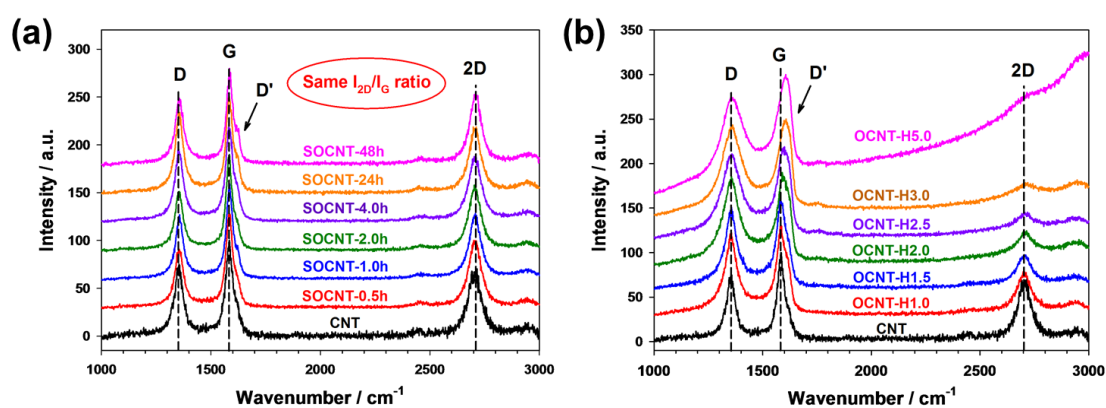 (a)
300
250
200
150
100
50
0
Intensity / a.u.
D
G
D'
2D
Same I2D/IG ratio
SOCNT-48h
SOCNT-24h
SOCNT-4.0h
SOCNT-2.0h
SOCNT-1.0h
SOCNT-0.5h
CNT
1000 1500 2000 2500 3000
Wavenumber / cm-1
(b)
350
300
250
200
150
100
50
0
Intensity / a.u.
D
G
D'
2D
OCNT-H5.0
OCNT-H3.0
OCNT-H2.5
OCNT-H2.0
OCNT-H1.5
OCNT-H1.0
CNT
1000 1500 2000 2500 3000
Wavenumber / cm-1